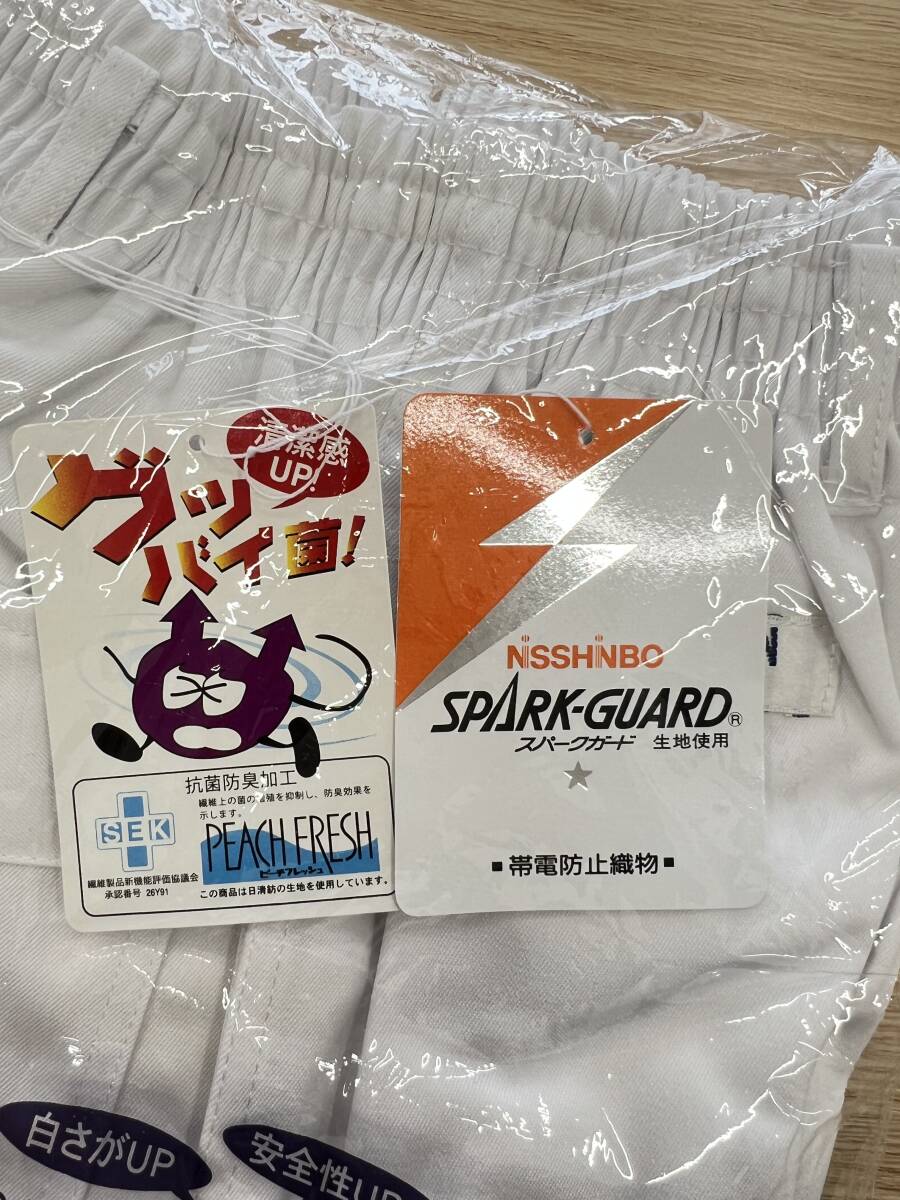 清潔感
UP!
グッ
バイ菌!
抗菌防臭加工
繊維上の菌の増殖を抑制し、防臭効果を
示します。
SEK
PEACH FRESH
ピーチフレッシュ
繊維製品新機能評価協議会
承認番号 26Y91
この商品は日清紡の生地を使用しています。
NISSHINBO
SPARK-GUARD®
スパークガード 生地使用
★
■帯電防止織物■
白さがUP
安全性UP